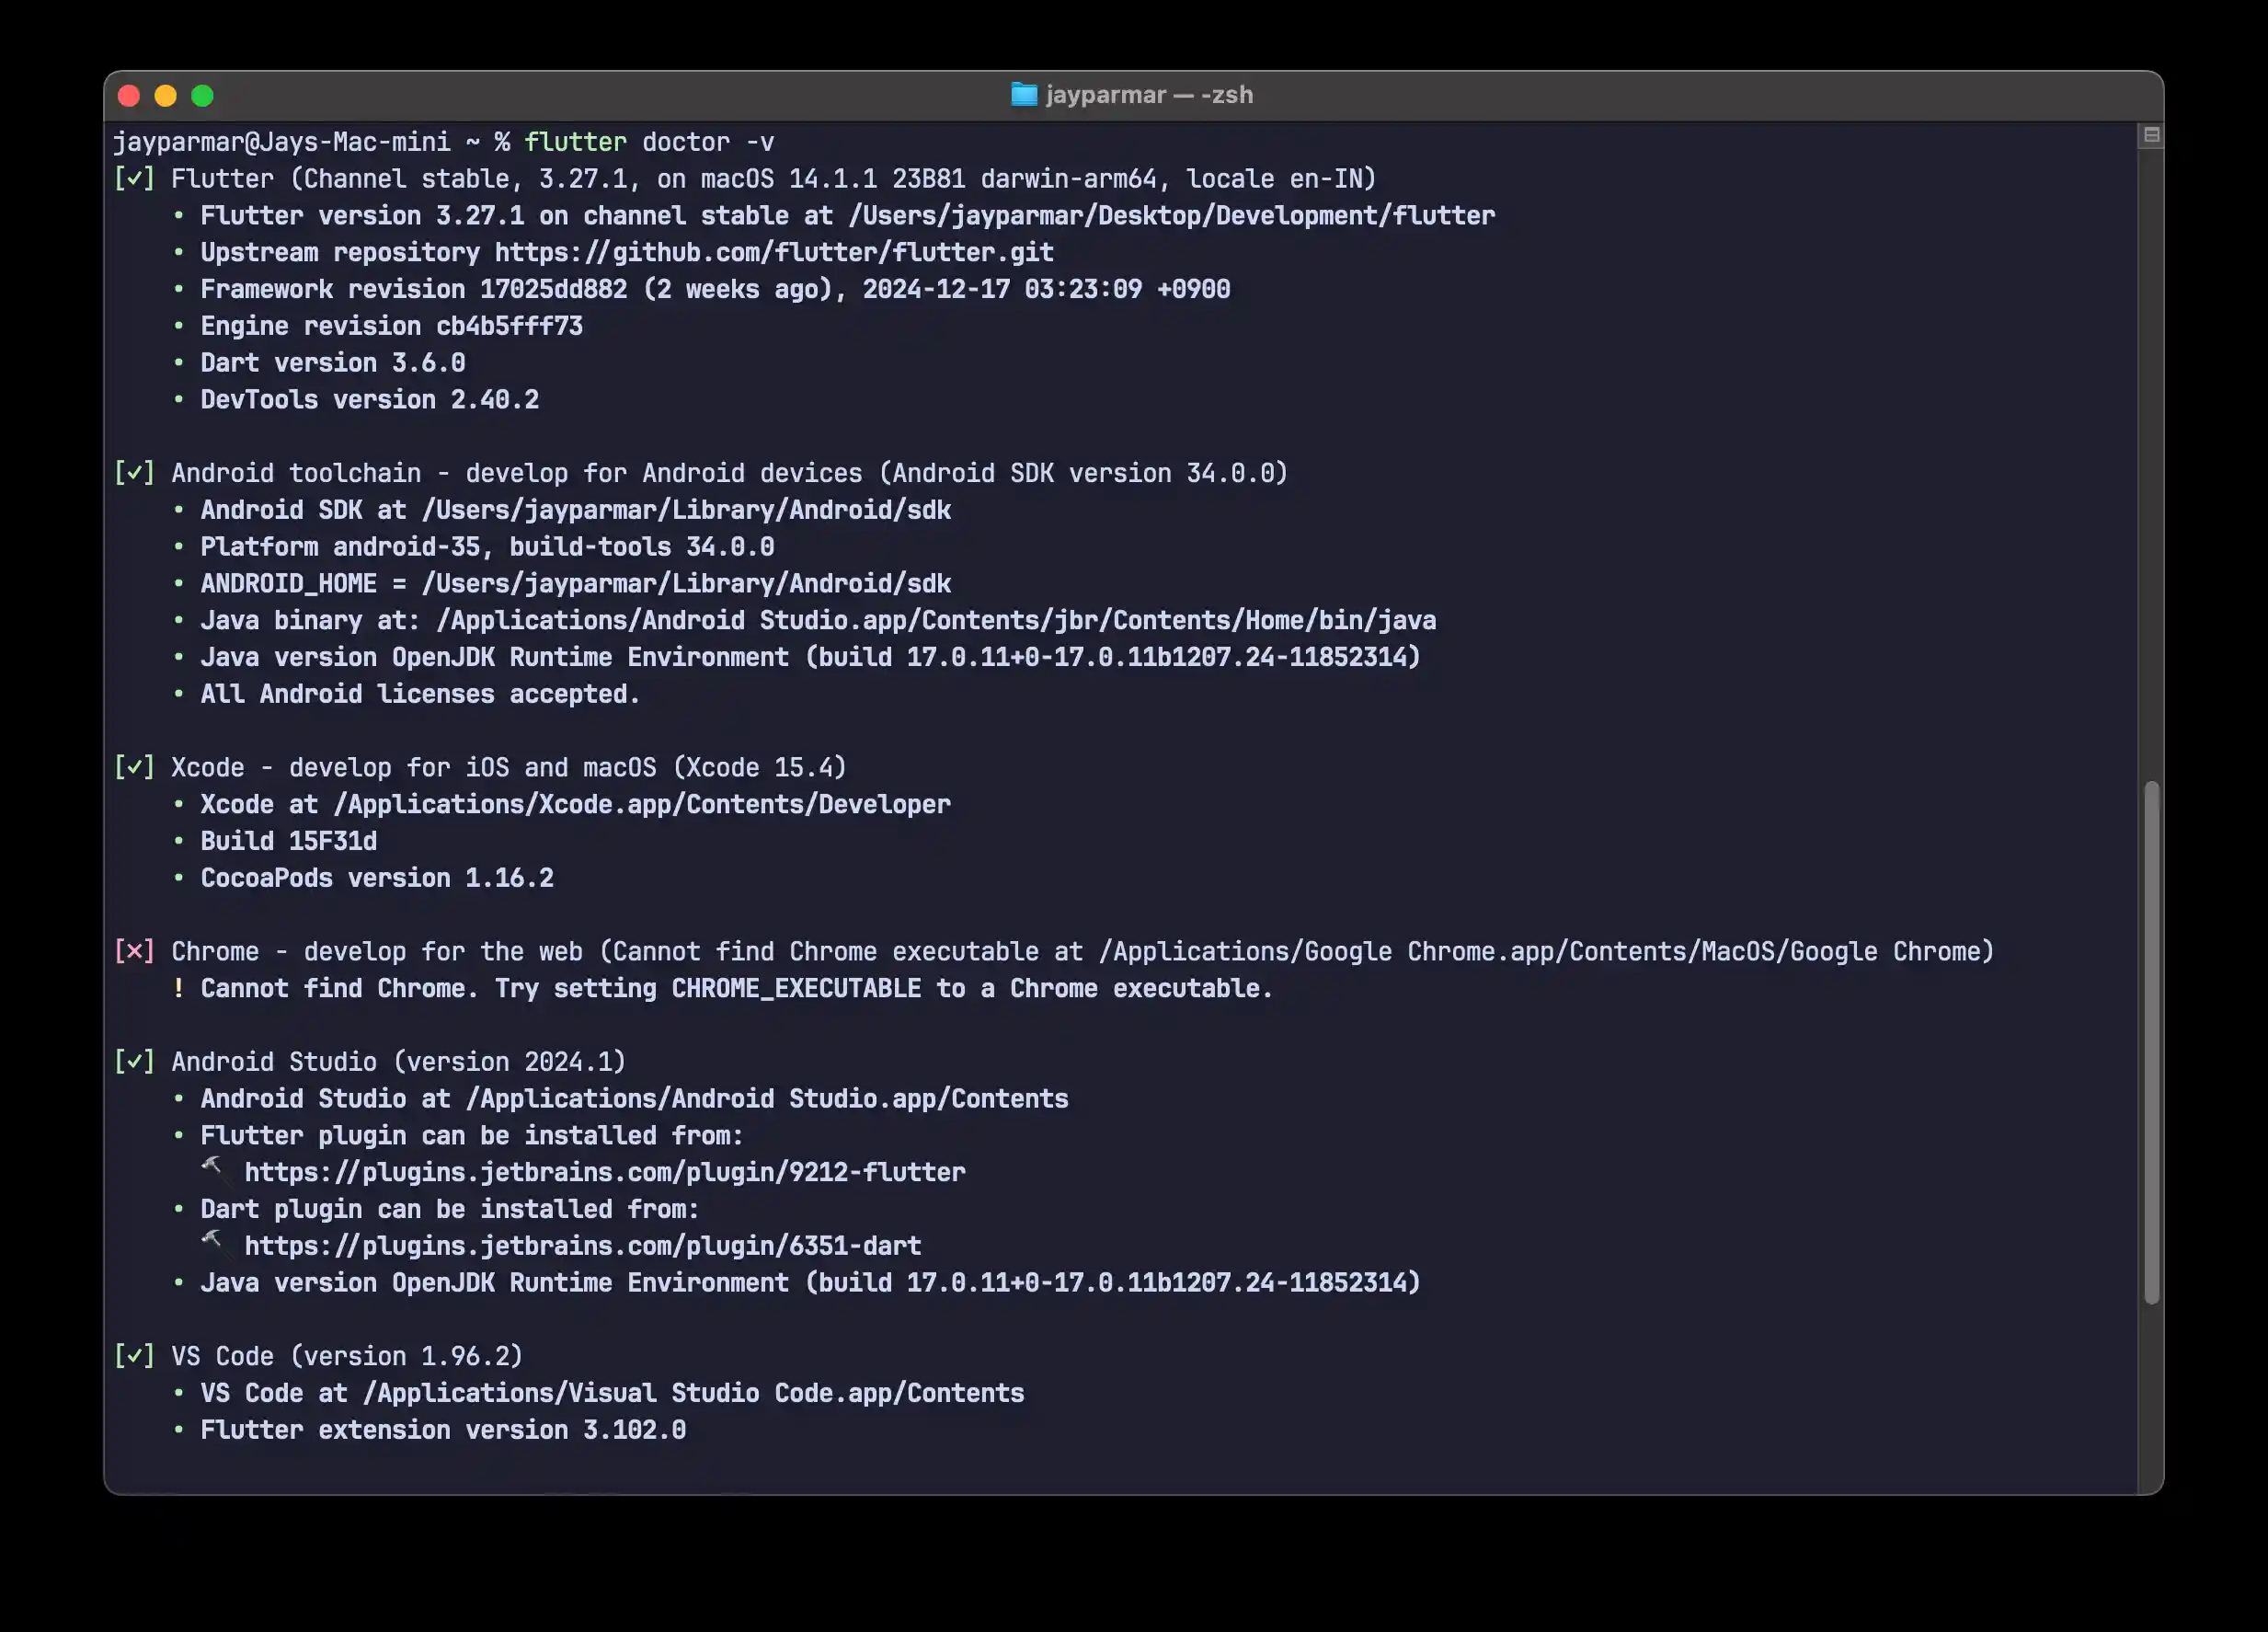 jayparmar — -zsh
jayparmar@Jays-Mac-mini ~ % flutter doctor -v
[✓] Flutter (Channel stable, 3.27.1, on macOS 14.1.1 23B81 darwin-arm64, locale en-IN)
    • Flutter version 3.27.1 on channel stable at /Users/jayparmar/Desktop/Development/flutter
    • Upstream repository https://github.com/flutter/flutter.git
    • Framework revision 17025dd882 (2 weeks ago), 2024-12-17 03:23:09 +0900
    • Engine revision cb4b5fff73
    • Dart version 3.6.0
    • DevTools version 2.40.2

[✓] Android toolchain - develop for Android devices (Android SDK version 34.0.0)
    • Android SDK at /Users/jayparmar/Library/Android/sdk
    • Platform android-35, build-tools 34.0.0
    • ANDROID_HOME = /Users/jayparmar/Library/Android/sdk
    • Java binary at: /Applications/Android Studio.app/Contents/jbr/Contents/Home/bin/java
    • Java version OpenJDK Runtime Environment (build 17.0.11+0-17.0.11b1207.24-11852314)
    • All Android licenses accepted.

[✓] Xcode - develop for iOS and macOS (Xcode 15.4)
    • Xcode at /Applications/Xcode.app/Contents/Developer
    • Build 15F31d
    • CocoaPods version 1.16.2

[✗] Chrome - develop for the web (Cannot find Chrome executable at /Applications/Google Chrome.app/Contents/MacOS/Google Chrome)
    ! Cannot find Chrome. Try setting CHROME_EXECUTABLE to a Chrome executable.

[✓] Android Studio (version 2024.1)
    • Android Studio at /Applications/Android Studio.app/Contents
    • Flutter plugin can be installed from:
      🔨 https://plugins.jetbrains.com/plugin/9212-flutter
    • Dart plugin can be installed from:
      🔨 https://plugins.jetbrains.com/plugin/6351-dart
    • Java version OpenJDK Runtime Environment (build 17.0.11+0-17.0.11b1207.24-11852314)

[✓] VS Code (version 1.96.2)
    • VS Code at /Applications/Visual Studio Code.app/Contents
    • Flutter extension version 3.102.0